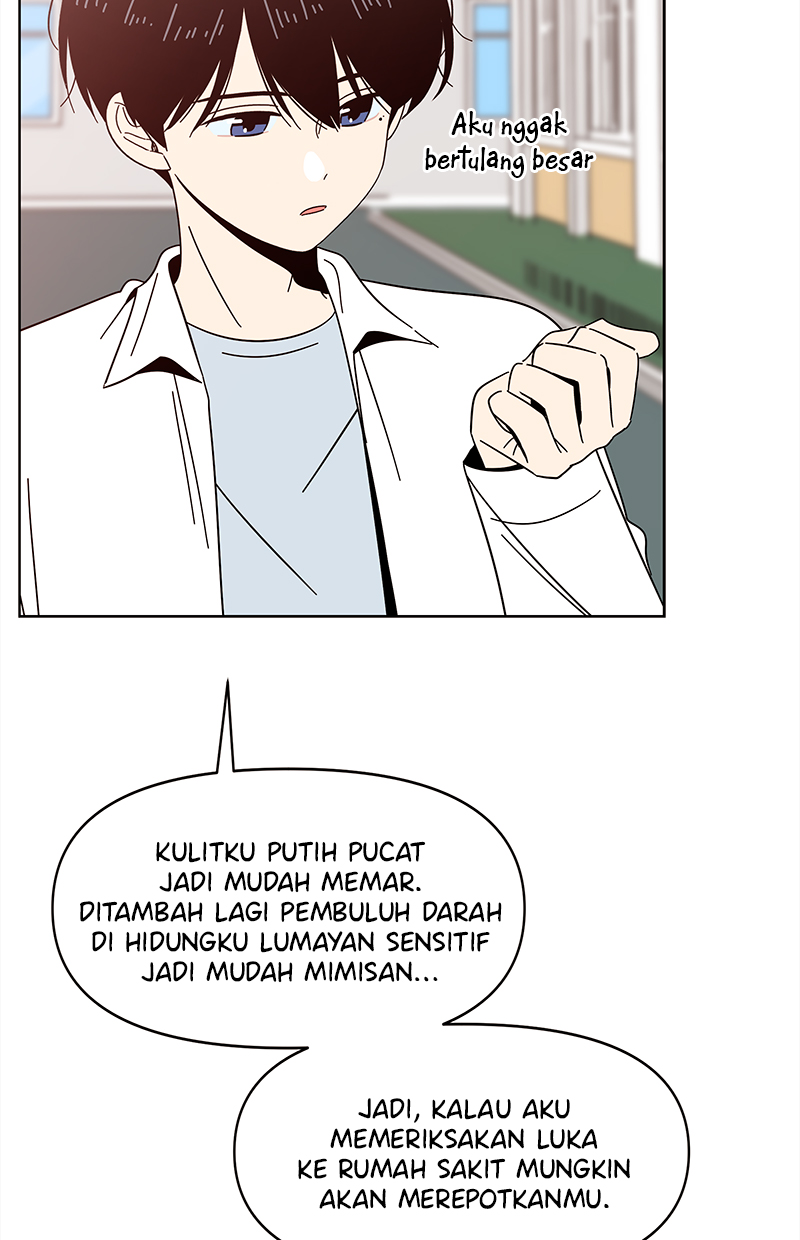 Aku nggak
bertulang besar
KULITKU PUTIH PUCAT
JADI MUDAH MEMAR.
DITAMBAH LAGI PEMBULUH DARAH
DI HIDUNGKU LUMAYAN SENSITIF
JADI MUDAH MIMISAN...
JADI, KALAU AKU
MEMERIKSAKAN LUKA
KE RUMAH SAKIT MUNGKIN
AKAN MEREPOTKANMU.